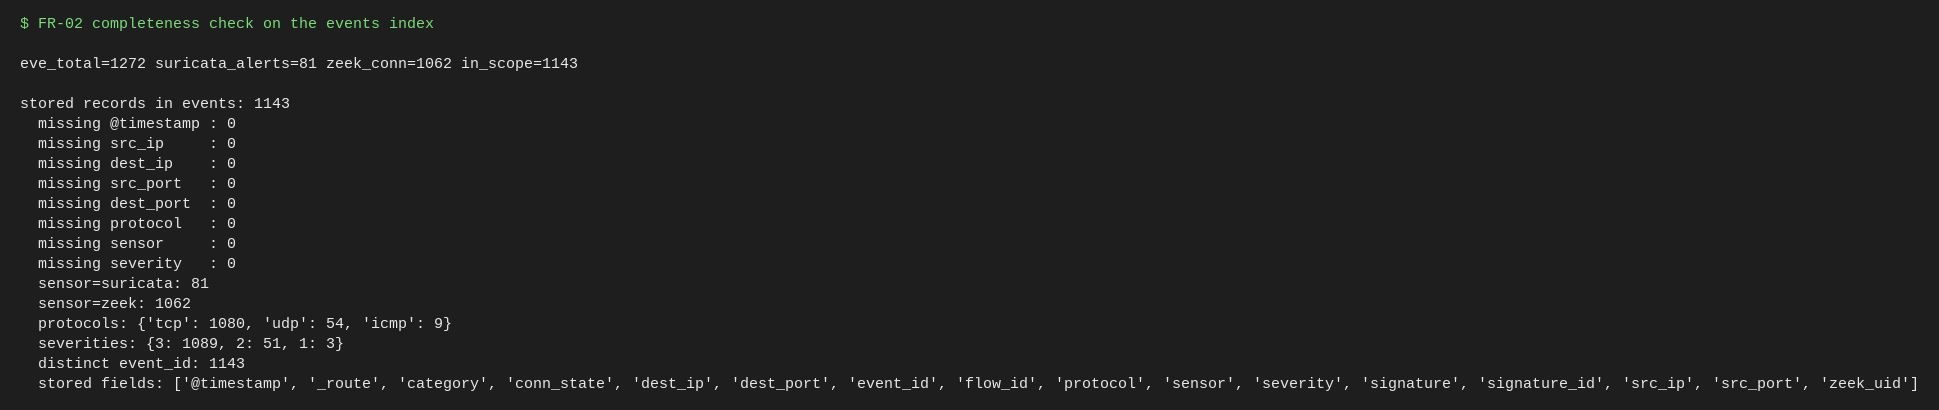 $ FR-02 completeness check on the events index
eve_total=1272 suricata_alerts=81 zeek_conn=1062 in_scope=1143
stored records in events: 1143
missing @timestamp : 0
missing src_ip     : 0
missing dest_ip    : 0
missing src_port   : 0
missing dest_port  : 0
missing protocol   : 0
missing sensor     : 0
missing severity   : 0
sensor=suricata: 81
sensor=zeek: 1062
protocols: {'tcp': 1080, 'udp': 54, 'icmp': 9}
severities: {3: 1089, 2: 51, 1: 3}
distinct event_id: 1143
stored fields: ['@timestamp', '_route', 'category', 'conn_state', 'dest_ip', 'dest_port', 'event_id', 'flow_id', 'protocol', 'sensor', 'severity', 'signature', 'signature_id', 'src_ip', 'src_port', 'zeek_uid']